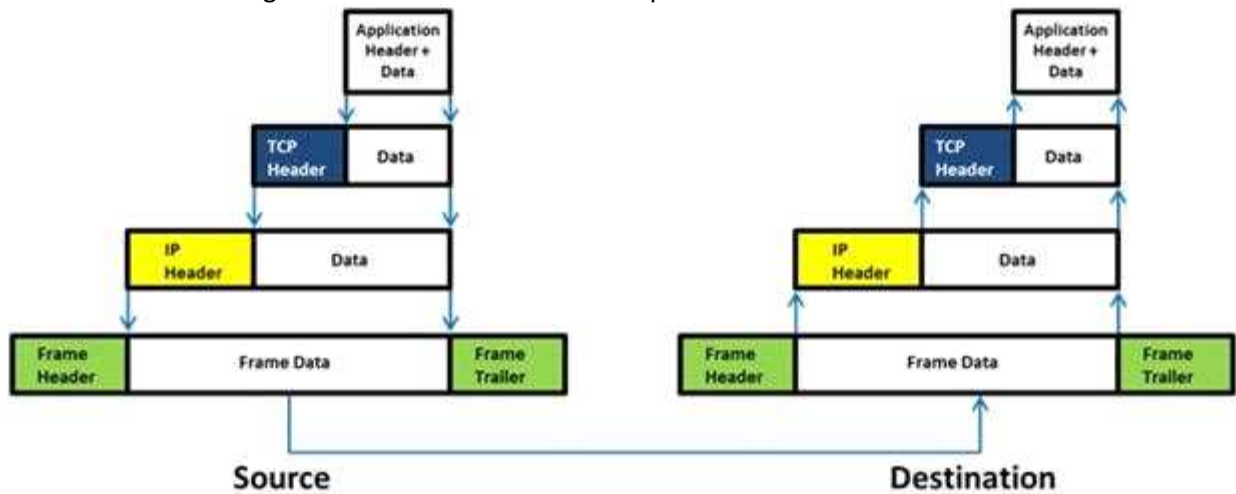 Application
Header +
Data
TCP
Header
Data
IP
Header
Data
Frame
Header
Frame Data
Frame
Trailer
Source
Application
Header +
Data
TCP
Header
Data
IP
Header
Data
Frame
Header
Frame Data
Frame
Trailer
Destination